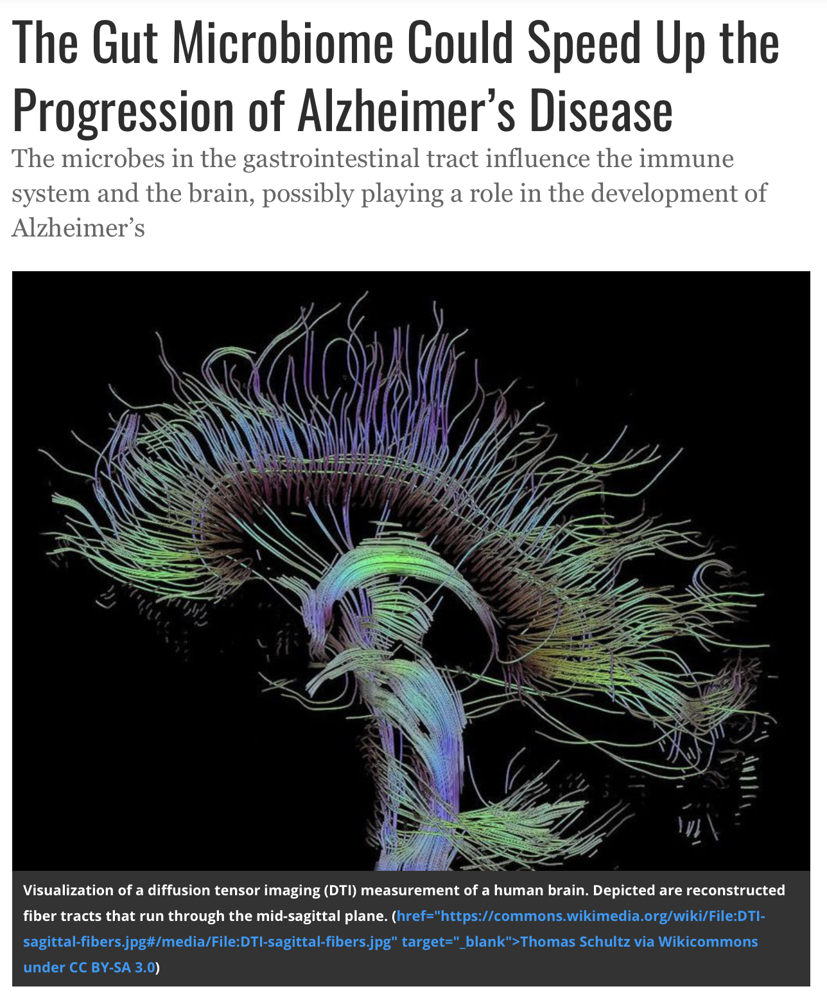 The Gut Microbiome Could Speed Up the
Progression of Alzheimer’s Disease
The microbes in the gastrointestinal tract influence the immune
system and the brain, possibly playing a role in the development of
Alzheimer’s
Visualization of a diffusion tensor imaging (DTI) measurement of a human brain. Depicted are reconstructed
fiber tracts that run through the mid-sagittal plane. (href="https://commons.wikimedia.org/wiki/File:DTI-
sagittal-fibers.jpg#/media/File:DTI-sagittal-fibers.jpg" target="_blank">Thomas Schultz via Wikicommons
under CC BY-SA 3.0)